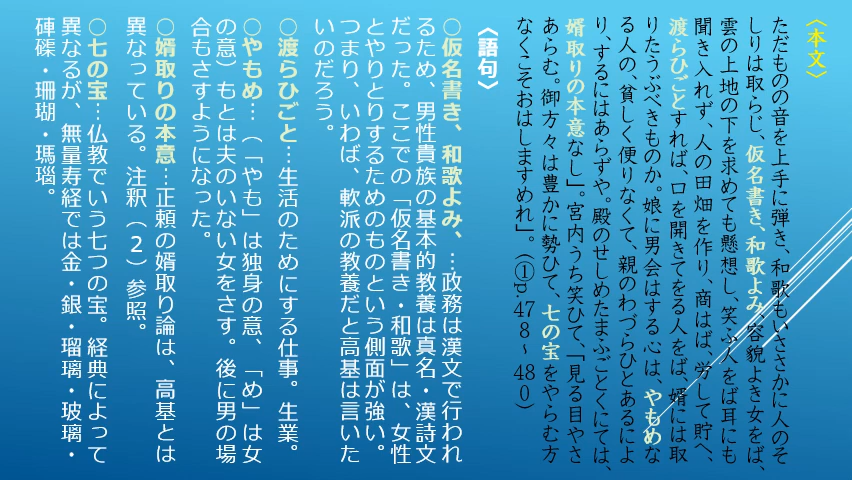 〈本文〉
ただものの音を上手に弾き、和歌もいささかに人のそ
しりは取らじ、仮名書き、和歌よみ、容貌よき女をば、
雲の上地の下を求めても懸想し、笑ふ人をば耳にも
聞き入れず、人の田畑を作り、商はば、労して貯へ、
渡らひごとすれば、口を開きてをる人をば、婿には取
りたうぶべきものか。娘に男会はする心は、やもめな
る人の、貧しく便りなくて、親のわづらひとあるによ
り、するにはあらずや。殿のせしめたまふごとくにては、
婿取りの本意なし」。宮内うち笑ひて、「見る目やさ
あらむ。御方々は豊かに勢ひて、七の宝をやらむ方
なくこそおはしますめれ」。（①p.478～480）
〈語句〉
○仮名書き、和歌よみ、…政務は漢文で行われ
るため、男性貴族の基本的教養は真名・漢詩文
だった。ここでの「仮名書き・和歌」は、女性
とやりとりするためのものという側面が強い。
つまり、いわば、軟派の教養だと高基は言いた
いのだろう。
○渡らひごと…生活のためにする仕事。生業。
○やもめ…（「やも」は独身の意、「め」は女
の意）もとは夫のいない女をさす。後に男の場
合もさすようになった。
○婿取りの本意…正頼の婿取り論は、高基とは
異なっている。注釈（２）参照。
○七の宝…仏教でいう七つの宝。経典によって
異なるが、無量寿経では金・銀・瑠璃・玻璃・
硨磲・珊瑚・瑪瑙。